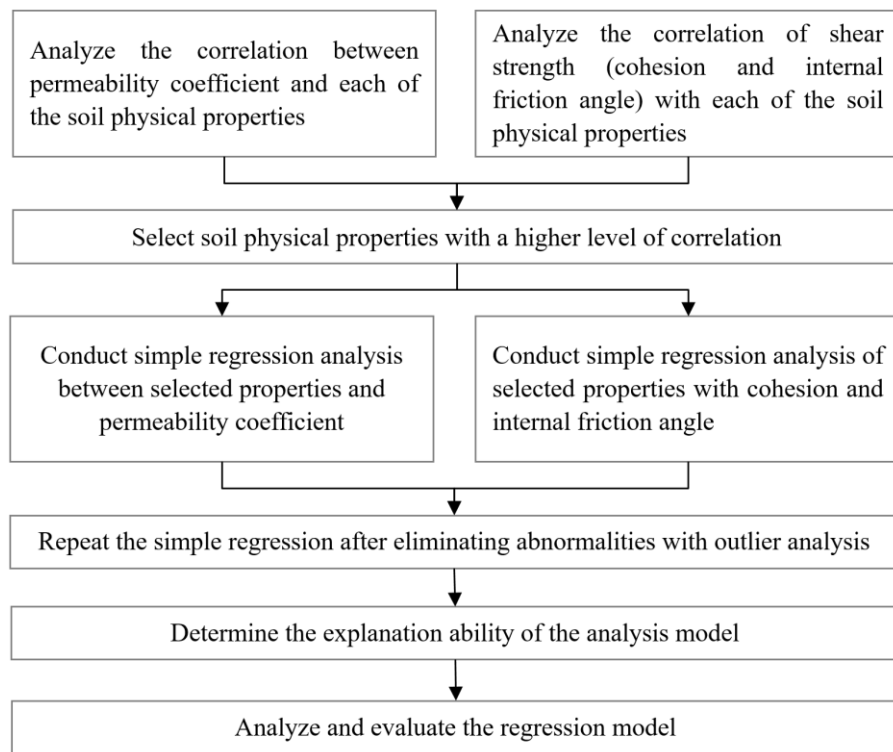 Analyze the correlation between
permeability coefficient and each of
the soil physical properties
Analyze the correlation of shear
strength (cohesion and internal
friction angle) with each of the soil
physical properties
Select soil physical properties with a higher level of correlation
Conduct simple regression analysis
between selected properties and
permeability coefficient
Conduct simple regression analysis of
selected properties with cohesion and
internal friction angle
Repeat the simple regression after eliminating abnormalities with outlier analysis
Determine the explanation ability of the analysis model
Analyze and evaluate the regression model